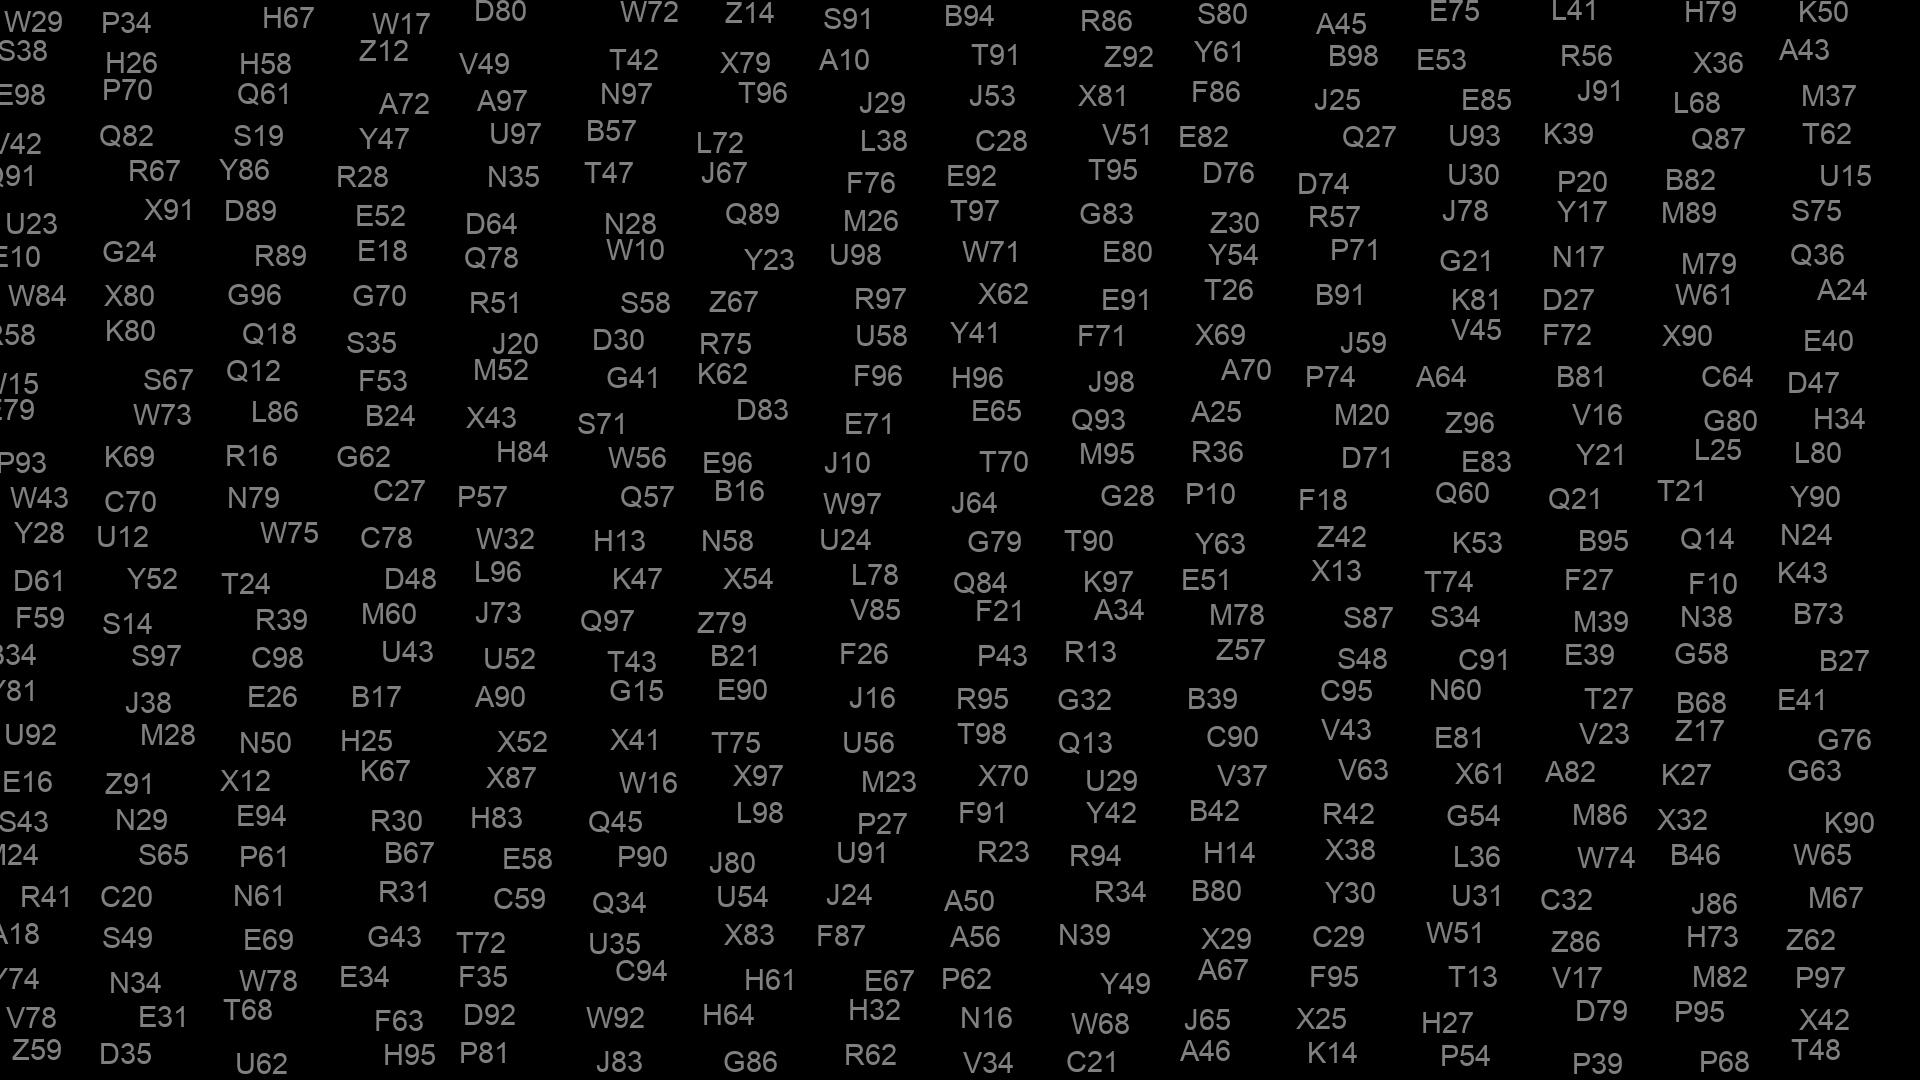 W29 P34 H67 W17 D80 W72 Z14 S91 B94 R86 S80 A45 E75 L41 H79 K50
S38 H26 H58 Z12 V49 T42 X79 A10 T91 Z92 Y61 B98 E53 R56 X36 A43
E98 P70 Q61 A72 A97 N97 T96 J29 J53 X81 F86 J25 E85 J91 L68 M37
V42 Q82 S19 Y47 U97 B57 L72 L38 C28 V51 E82 Q27 U93 K39 Q87 T62
Q91 R67 Y86 R28 N35 T47 J67 F76 E92 T95 D76 D74 U30 P20 B82 U15
U23 X91 D89 E52 D64 N28 Q89 M26 T97 G83 Z30 R57 J78 Y17 M89 S75
E10 G24 R89 E18 Q78 W10 Y23 U98 W71 E80 Y54 P71 G21 N17 M79 Q36
W84 X80 G96 G70 R51 S58 Z67 R97 X62 E91 T26 B91 K81 D27 W61 A24
R58 K80 Q18 S35 J20 D30 R75 U58 Y41 F71 X69 J59 V45 F72 X90 E40
S67 Q12 F53 M52 G41 K62 F96 H96 J98 A70 P74 A64 B81 C64 D47
W73 L86 B24 X43 S71 D83 E71 E65 Q93 A25 M20 Z96 V16 G80 H34
P93 K69 R16 G62 H84 W56 E96 J10 T70 M95 R36 D71 E83 Y21 L25 L80
W43 C70 N79 C27 P57 Q57 B16 W97 J64 G28 P10 F18 Q60 Q21 T21 Y90
Y28 U12 W75 C78 W32 H13 N58 U24 G79 T90 Y63 Z42 K53 B95 Q14 N24
D61 Y52 T24 D48 L96 K47 X54 L78 Q84 K97 E51 X13 T74 F27 F10 K43
F59 S14 R39 M60 J73 Q97 Z79 V85 F21 A34 M78 S87 S34 M39 N38 B73
B34 S97 C98 U43 U52 T43 B21 F26 P43 R13 Z57 S48 C91 E39 G58 B27
Y81 J38 E26 B17 A90 G15 E90 J16 R95 G32 B39 C95 N60 T27 B68 E41
U92 M28 N50 H25 X52 X41 T75 U56 T98 Q13 C90 V43 E81 V23 Z17 G76
E16 Z91 X12 K67 X87 W16 X97 M23 X70 U29 V37 V63 X61 A82 K27 G63
S43 N29 E94 R30 H83 Q45 L98 P27 F91 Y42 B42 R42 G54 M86 X32 K90
M24 S65 P61 B67 E58 P90 J80 U91 R23 R94 H14 X38 L36 W74 B46 W65
R41 C20 N61 R31 C59 Q34 U54 J24 A50 R34 B80 Y30 U31 C32 J86 M67
A18 S49 E69 G43 T72 U35 X83 F87 A56 N39 X29 C29 W51 Z86 H73 Z62
Y74 N34 W78 E34 F35 C94 H61 E67 P62 Y49 A67 F95 T13 V17 M82 P97
V78 E31 T68 F63 D92 W92 H64 H32 N16 W68 J65 X25 H27 D79 P95 X42
Z59 D35 U62 H95 P81 J83 G86 R62 V34 C21 A46 K14 P54 P39 P68 T48